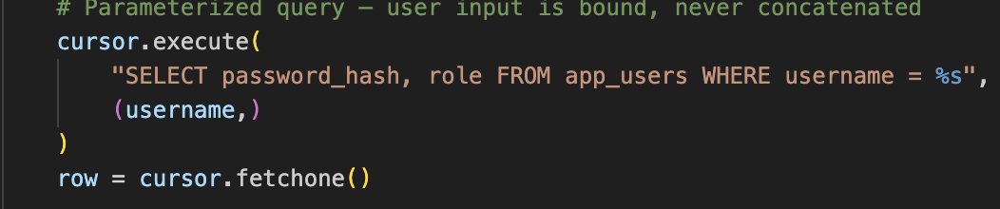 # Parameterized query — user input is bound, never concatenated
cursor.execute(
"SELECT password_hash, role FROM app_users WHERE username = %s",
(username,)
)
row = cursor.fetchone()